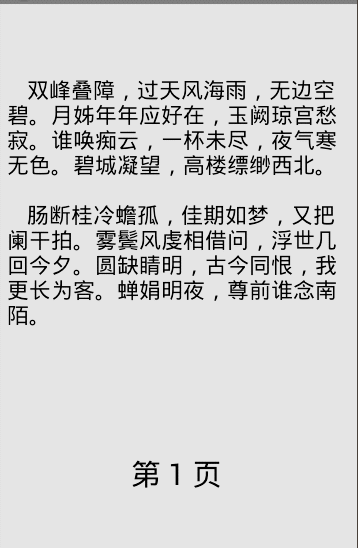 双峰叠障，过天风海雨，无边空
碧。月姊年年应好在，玉阙琼宫愁
寂。谁唤痴云，一杯未尽，夜气寒
无色。碧城凝望，高楼缥缈西北。
肠断桂冷蟾孤，佳期如梦，又把
阑干拍。雾鬓风虔相借问，浮世几
回今夕。圆缺睛明，古今同恨，我
更长为客。蝉娟明夜，尊前谁念南
陌。
第 1 页